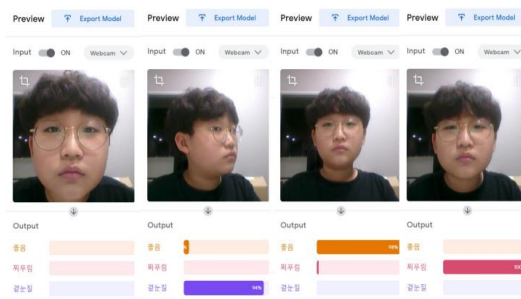 Preview Export Model
Input ON Webcam
Output
졸음
찌푸림
곁눈질
Preview Export Model
Input ON Webcam
Output
졸음
찌푸림
곁눈질 94%
Preview Export Model
Input ON Webcam
Output
졸음
찌푸림
곁눈질
Preview Export Model
Input ON Webcam
Output
졸음
찌푸림
곁눈질